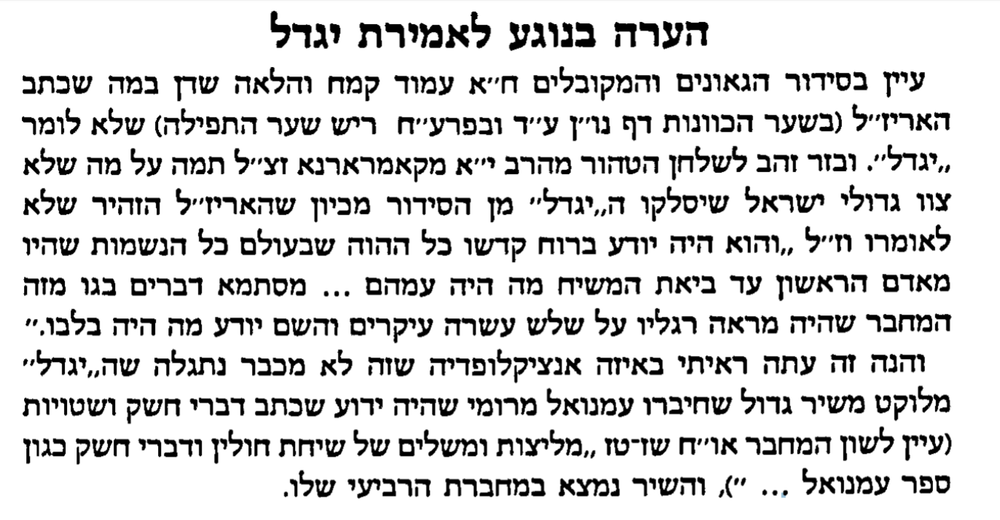 הערה בנוגע לאמירת יגדל
עיין בסידור הגאונים והמקובלים ח״א עמוד קמח והלאה שדן במה שכתב
האריז״ל (בשער הכוונות דף נו״ן ע״ד ובפרע״ח ריש שער התפילה) שלא לומר
„יגדל״. ובזר זהב לשלחן הטהור מהרב י״א מקאמארארנא זצ״ל תמה על מה שלא
צוו גדולי ישראל שיסלקו ה„יגדל״ מן הסידור מכיון שהאריז״ל הזהיר שלא
לאומרו וז״ל „והוא היה יודע ברוח קדשו כל ההוה שבעולם כל הנשמות שהיו
מאדם הראשון עד ביאת המשיח מה היה עמהם ... מסתמא דברים בגו מזה
המחבר שהיה מראה רגליו על שלש עשרה עיקרים והשם יודע מה היה בלבו.״
והנה זה עתה ראיתי באיזה אנציקלופדיה שזה לא מכבר נתגלה שה„יגדל״
מלוקט משיר גדול שחיברו עמנואל מרומי שהיה ידוע שכתב דברי חשק ושטויות
(עיין לשון המחבר או״ח שז־טז „מליצות ומשלים של שיחת חולין ודברי חשק כגון
ספר עמנואל ... ״), והשיר נמצא במחברת הרביעי שלו.